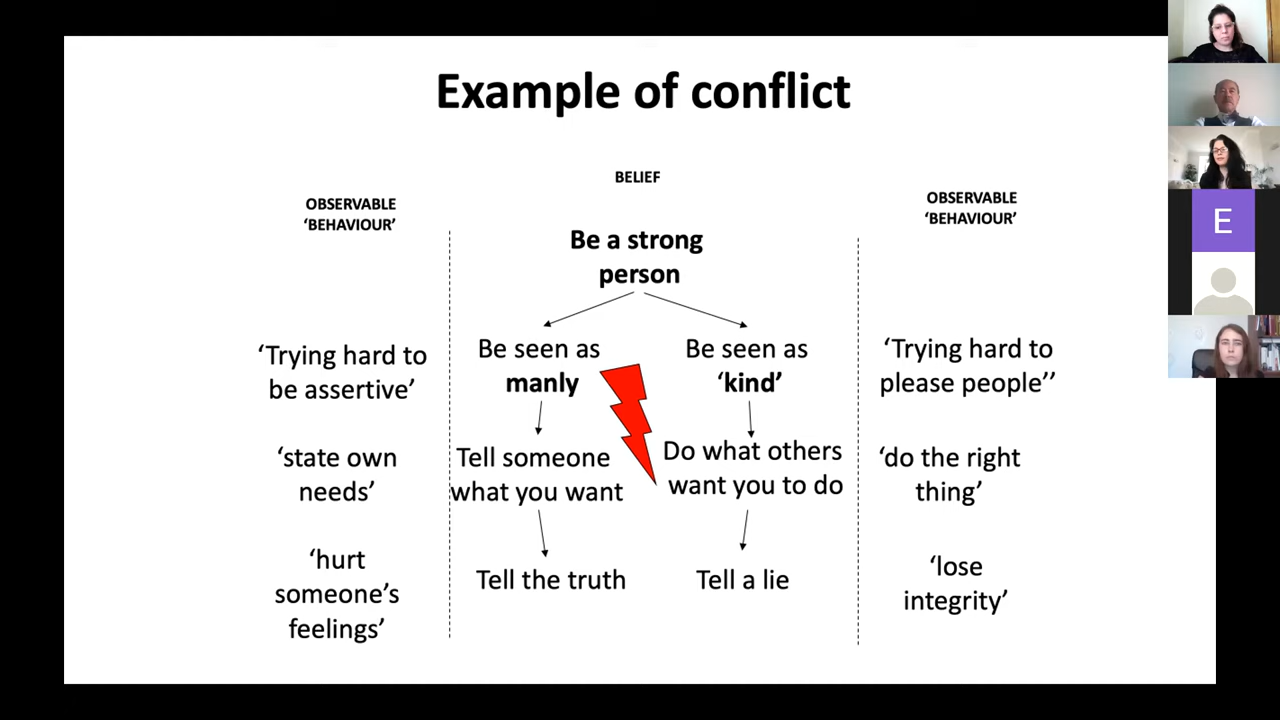 Example of conflict
BELIEF
OBSERVABLE
‘BEHAVIOUR’
OBSERVABLE
‘BEHAVIOUR’
Be a strong
person
‘Trying hard to
be assertive’
Be seen as
manly
Be seen as
‘kind’
‘Trying hard to
please people’’
‘state own
needs’
Tell someone
what you want
Do what others
want you to do
‘do the right
thing’
‘hurt
someone’s
feelings’
Tell the truth
Tell a lie
‘lose
integrity’
E